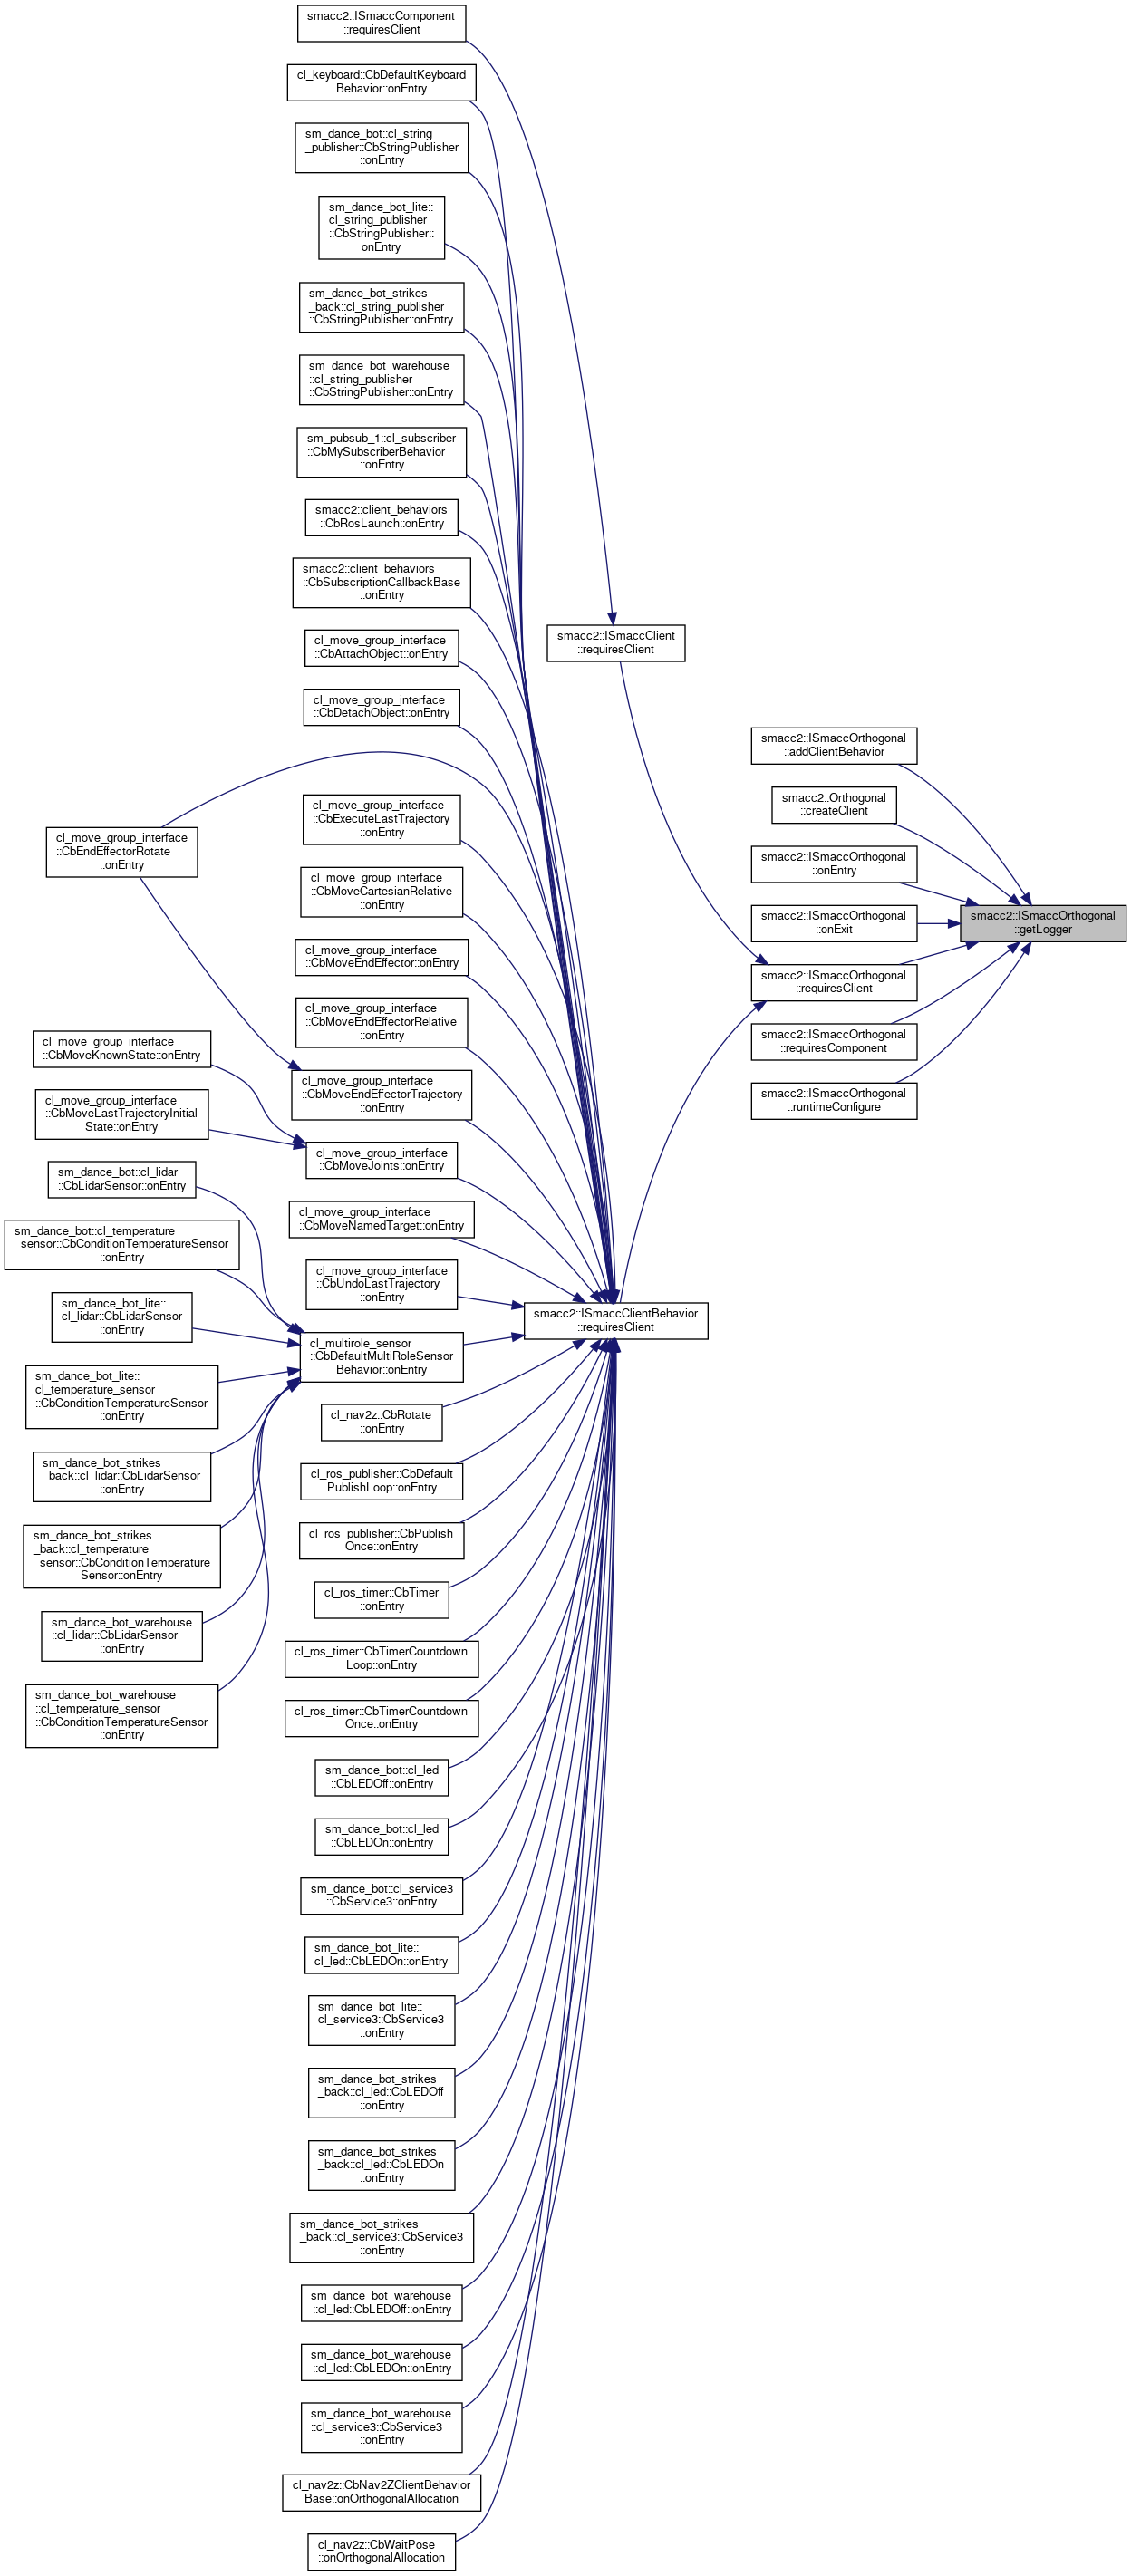 smacc2::ISmaccComponent
::requiresClient
cl_keyboard::CbDefaultKeyboard
Behavior::onEntry
sm_dance_bot::cl_string
_publisher::CbStringPublisher
::onEntry
sm_dance_bot_lite::
cl_string_publisher
::CbStringPublisher::
onEntry
sm_dance_bot_strikes
_back::cl_string_publisher
::CbStringPublisher::onEntry
sm_dance_bot_warehouse
::cl_string_publisher
::CbStringPublisher::onEntry
sm_pubsub_1::cl_subscriber
::CbMySubscriberBehavior
::onEntry
smacc2::client_behaviors
::CbRosLaunch::onEntry
smacc2::client_behaviors
::CbSubscriptionCallbackBase
::onEntry
cl_move_group_interface
::CbAttachObject::onEntry
cl_move_group_interface
::CbDetachObject::onEntry
cl_move_group_interface
::CbExecuteLastTrajectory
::onEntry
cl_move_group_interface
::CbEndEffectorRotate
::onEntry
cl_move_group_interface
::CbMoveCartesianRelative
::onEntry
cl_move_group_interface
::CbMoveEndEffector::onEntry
cl_move_group_interface
::CbMoveEndEffectorRelative
::onEntry
cl_move_group_interface
::CbMoveKnownState::onEntry
cl_move_group_interface
::CbMoveEndEffectorTrajectory
::onEntry
cl_move_group_interface
::CbMoveLastTrajectoryInitial
State::onEntry
cl_move_group_interface
::CbMoveJoints::onEntry
sm_dance_bot::cl_lidar
::CbLidarSensor::onEntry
cl_move_group_interface
::CbMoveNamedTarget::onEntry
sm_dance_bot::cl_temperature
_sensor::CbConditionTemperatureSensor
::onEntry
cl_move_group_interface
::CbUndoLastTrajectory
::onEntry
sm_dance_bot_lite::
cl_lidar::CbLidarSensor
::onEntry
cl_multirole_sensor
::CbDefaultMultiRoleSensor
Behavior::onEntry
sm_dance_bot_lite::
cl_temperature_sensor
::CbConditionTemperatureSensor
::onEntry
cl_nav2z::CbRotate
::onEntry
sm_dance_bot_strikes
_back::cl_lidar::CbLidarSensor
::onEntry
cl_ros_publisher::CbDefault
PublishLoop::onEntry
sm_dance_bot_strikes
_back::cl_temperature
_sensor::CbConditionTemperature
Sensor::onEntry
cl_ros_publisher::CbPublish
Once::onEntry
cl_ros_timer::CbTimer
::onEntry
sm_dance_bot_warehouse
::cl_lidar::CbLidarSensor
::onEntry
cl_ros_timer::CbTimerCountdown
Loop::onEntry
sm_dance_bot_warehouse
::cl_temperature_sensor
::CbConditionTemperatureSensor
::onEntry
cl_ros_timer::CbTimerCountdown
Once::onEntry
sm_dance_bot::cl_led
::CbLEDOff::onEntry
sm_dance_bot::cl_led
::CbLEDOn::onEntry
sm_dance_bot::cl_service3
::CbService3::onEntry
sm_dance_bot_lite::
cl_led::CbLEDOn::onEntry
sm_dance_bot_lite::
cl_service3::CbService3
::onEntry
sm_dance_bot_strikes
_back::cl_led::CbLEDOff
::onEntry
sm_dance_bot_strikes
_back::cl_led::CbLEDOn
::onEntry
sm_dance_bot_strikes
_back::cl_service3::CbService3
::onEntry
sm_dance_bot_warehouse
::cl_led::CbLEDOff::onEntry
sm_dance_bot_warehouse
::cl_led::CbLEDOn::onEntry
sm_dance_bot_warehouse
::cl_service3::CbService3
::onEntry
cl_nav2z::CbNav2ZClientBehavior
Base::onOrthogonalAllocation
cl_nav2z::CbWaitPose
::onOrthogonalAllocation
smacc2::ISmaccClient
::requiresClient
smacc2::ISmaccClientBehavior
::requiresClient
smacc2::ISmaccOrthogonal
::addClientBehavior
smacc2::Orthogonal
::createClient
smacc2::ISmaccOrthogonal
::onEntry
smacc2::ISmaccOrthogonal
::onExit
smacc2::ISmaccOrthogonal
::requiresClient
smacc2::ISmaccOrthogonal
::requiresComponent
smacc2::ISmaccOrthogonal
::runtimeConfigure
smacc2::ISmaccOrthogonal
::getLogger